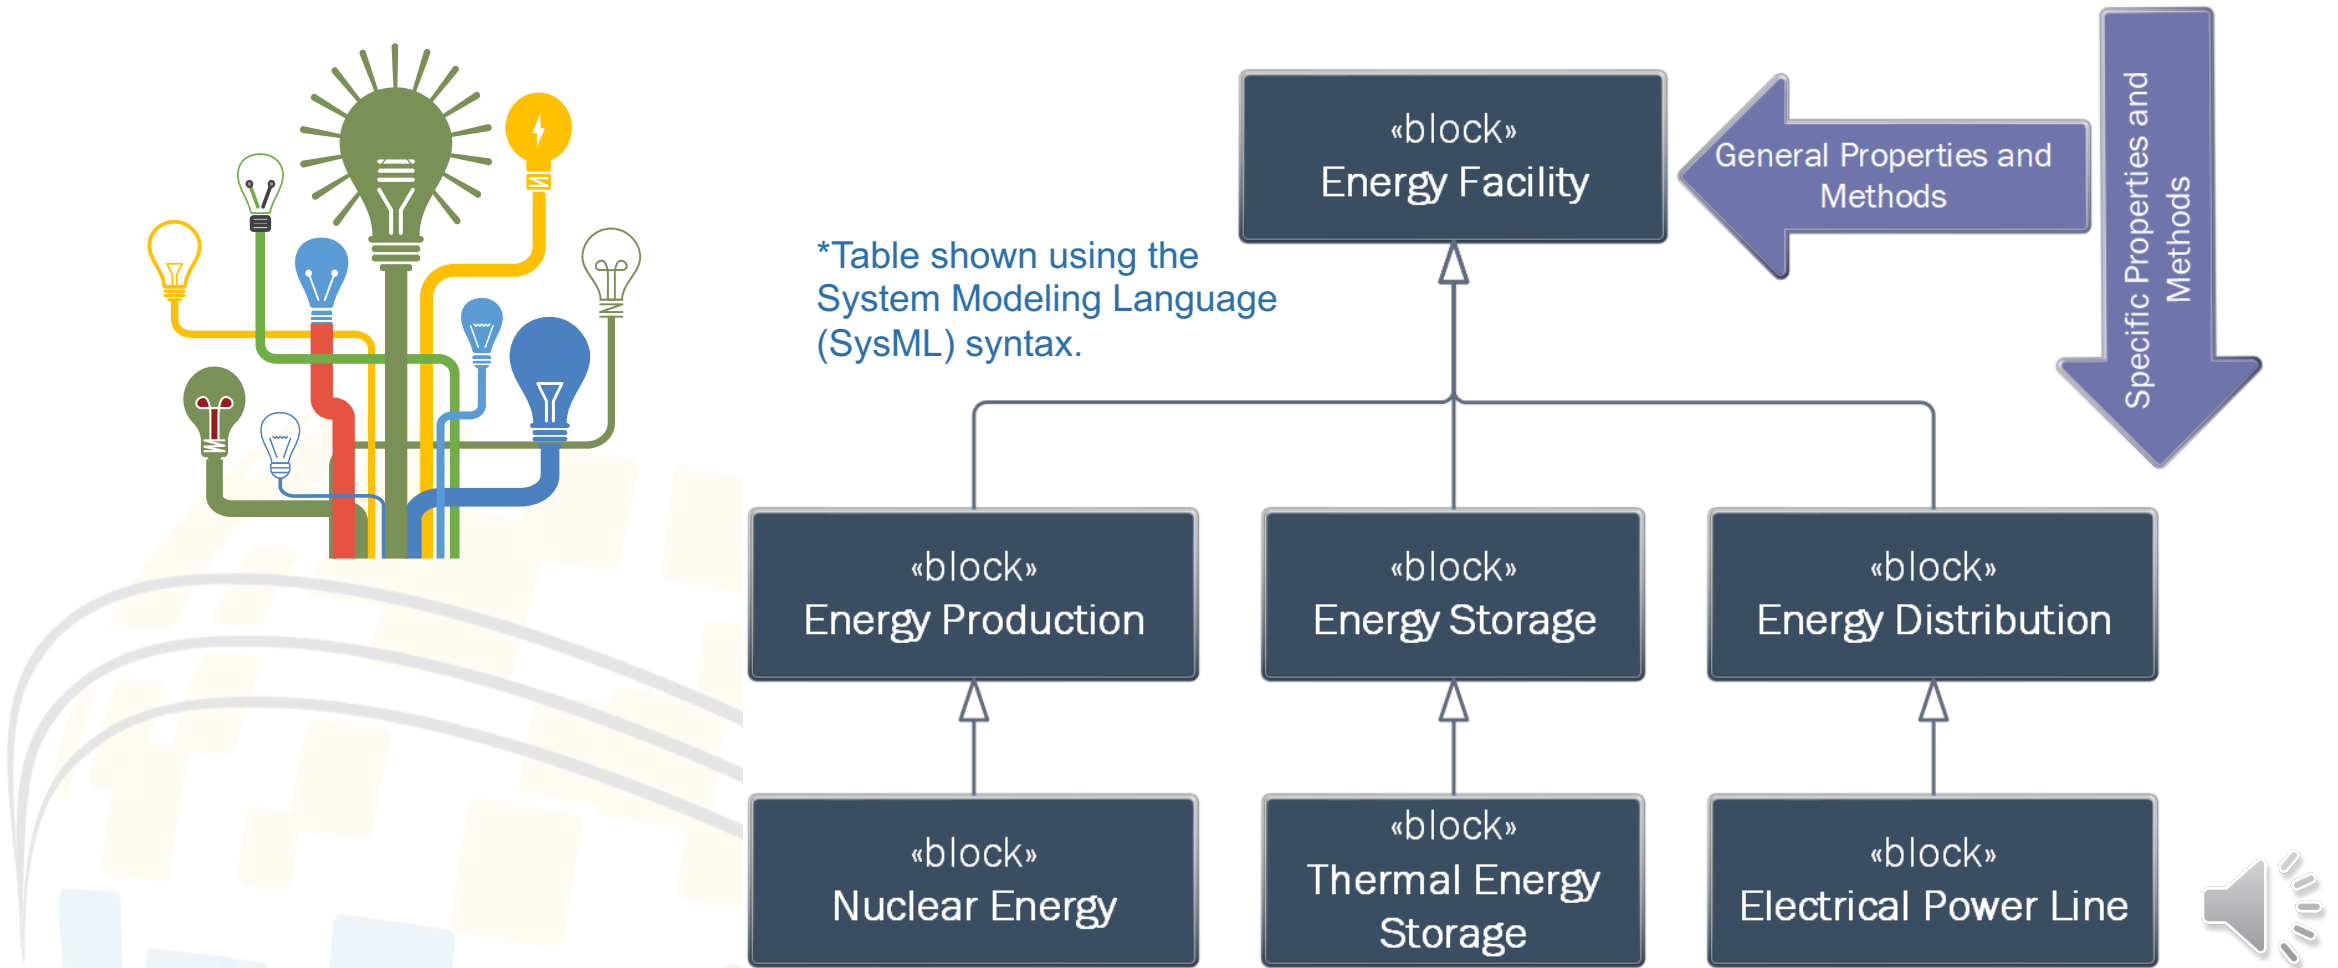 «block»
Energy Facility
General Properties and
Methods
Specific Properties and
Methods
*Table shown using the
System Modeling Language
(SysML) syntax.
«block»
Energy Production
«block»
Energy Storage
«block»
Energy Distribution
«block»
Nuclear Energy
«block»
Thermal Energy
Storage
«block»
Electrical Power Line